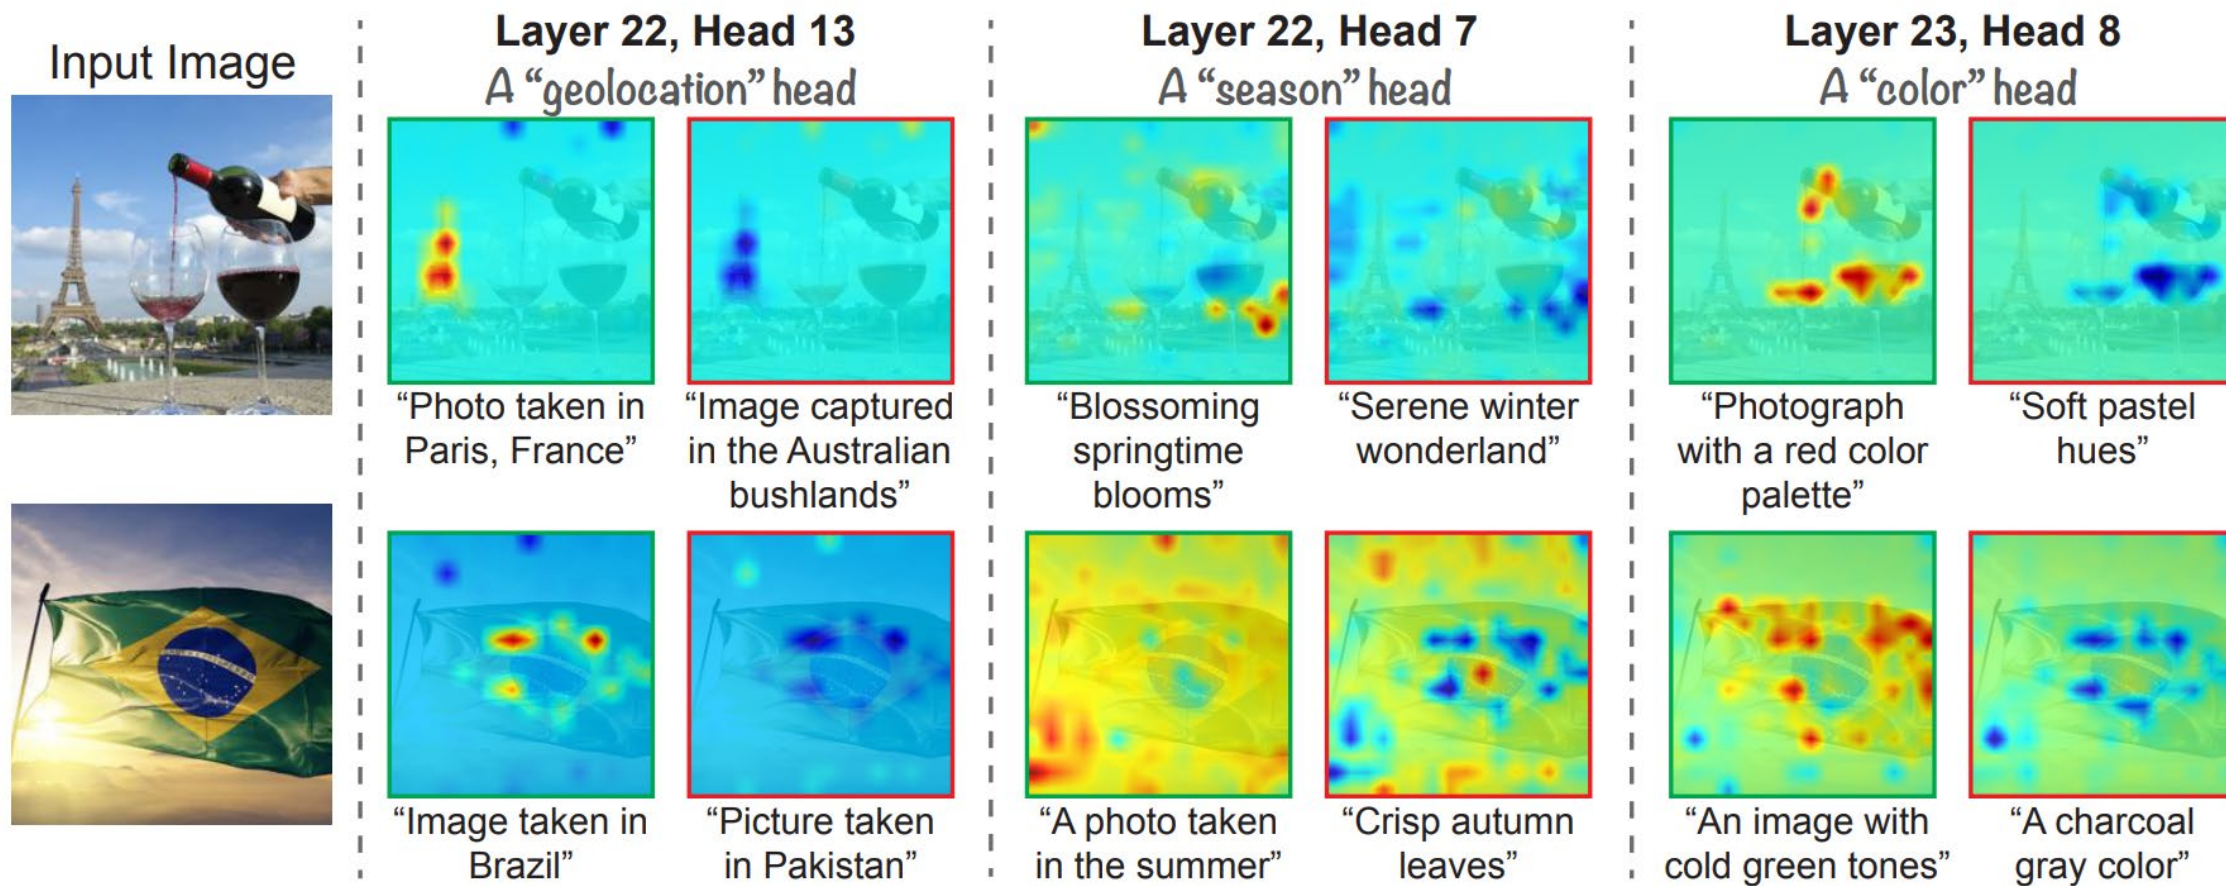 Input Image
Layer 22, Head 13
A “geolocation” head
Layer 22, Head 7
A “season” head
Layer 23, Head 8
A “color” head
“Photo taken in
Paris, France”
“Image captured
in the Australian
bushlands”
“Blossoming
springtime
blooms”
“Serene winter
wonderland”
“Photograph
with a red color
palette”
“Soft pastel
hues”
“Image taken in
Brazil”
“Picture taken
in Pakistan”
“A photo taken
in the summer”
“Crisp autumn
leaves”
“An image with
cold green tones”
“A charcoal
gray color”